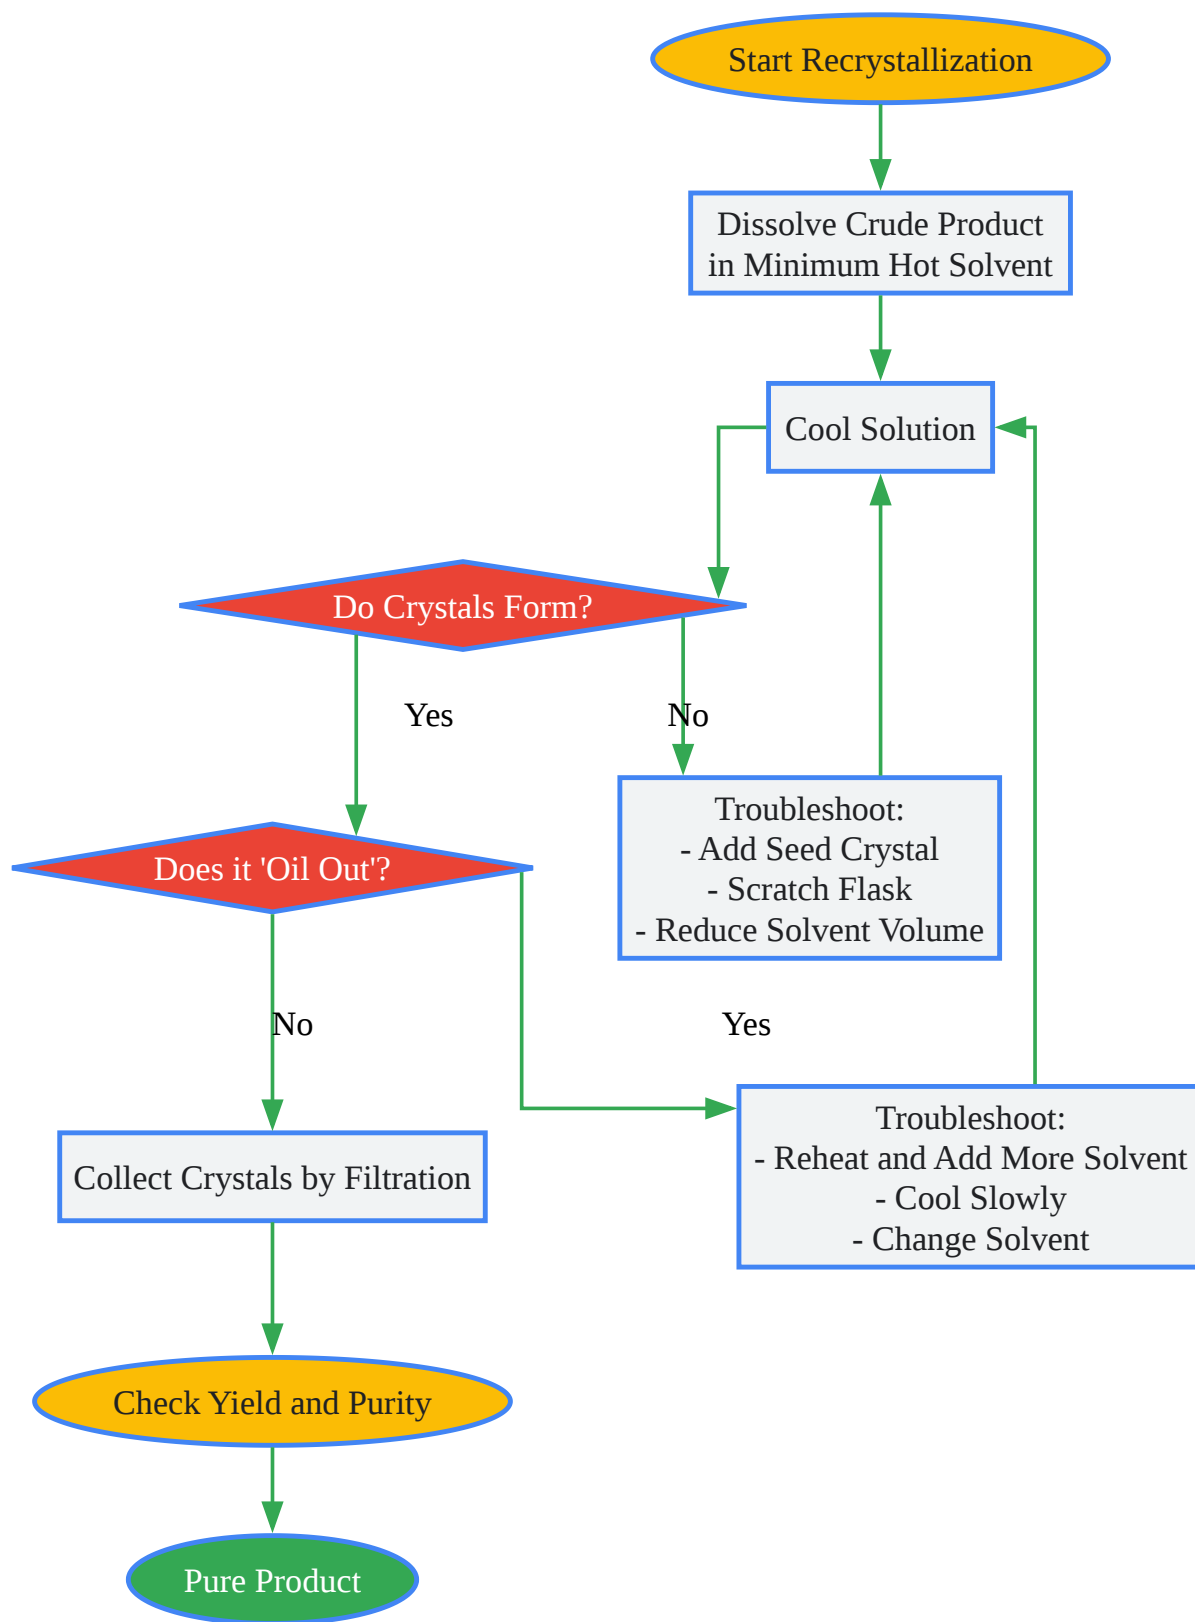 Start Recrystallization
Dissolve Crude Product
in Minimum Hot Solvent
Cool Solution
Do Crystals Form?
Yes
No
Troubleshoot:
- Add Seed Crystal
- Scratch Flask
- Reduce Solvent Volume
Does it 'Oil Out'?
No
Yes
Troubleshoot:
- Reheat and Add More Solvent
- Cool Slowly
- Change Solvent
Collect Crystals by Filtration
Check Yield and Purity
Pure Product